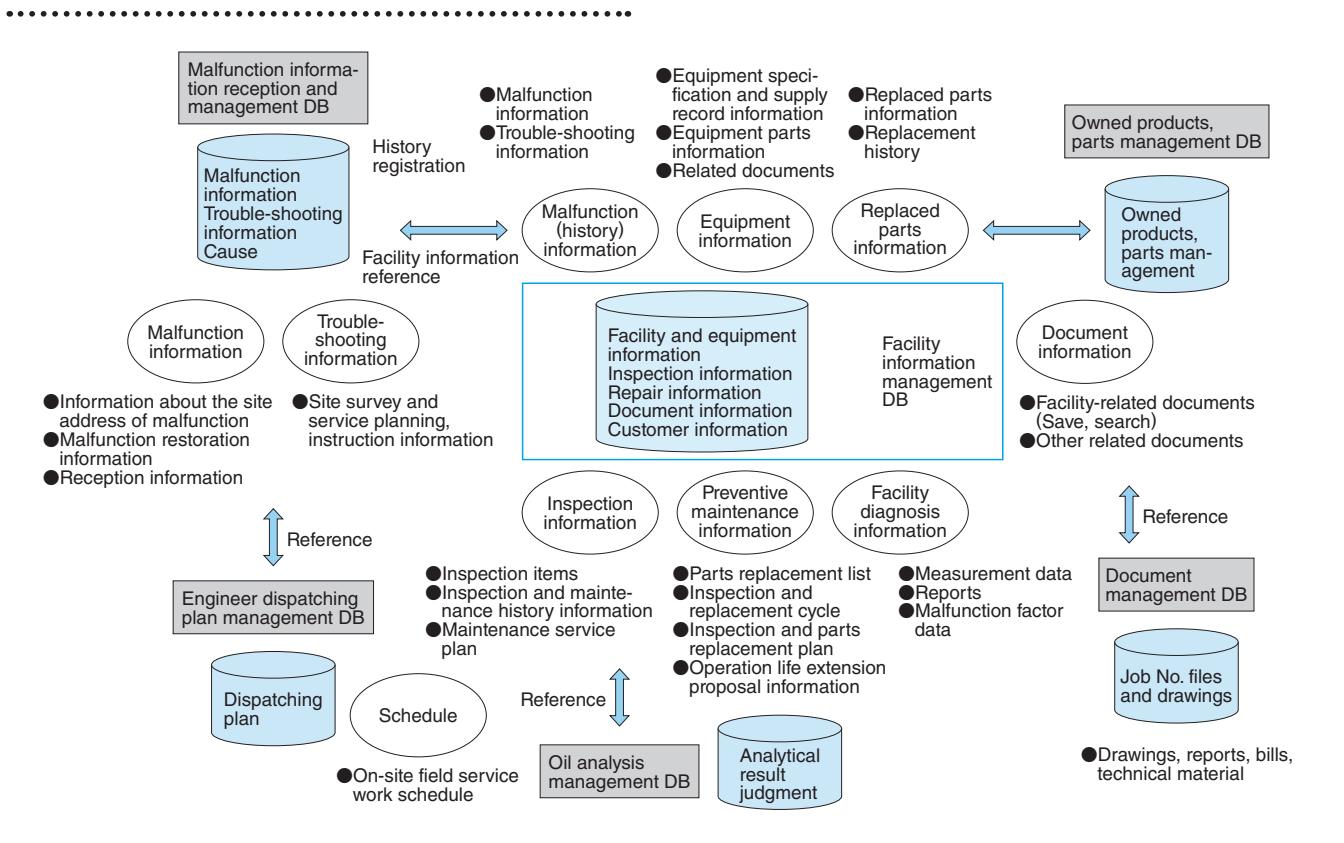 Malfunction informa-
tion reception and
management DB
Malfunction
information
Trouble-shooting
information
Cause
History
registration
Facility information
reference
●Malfunction
information
●Trouble-shooting
information
●Equipment speci-
fication and supply
record information
●Equipment parts
information
●Related documents
●Replaced parts
information
●Replacement
history
Owned products,
parts management DB
Owned
products,
parts man-
agement
Malfunction
(history)
information
Equipment
information
Replaced
parts
information
Malfunction
information
Trouble-
shooting
information
●Information about the site
address of malfunction
●Malfunction restoration
information
●Reception information
●Site survey and
service planning,
instruction information
Facility and equipment
information
Inspection information
Repair information
Document information
Customer information
Facility
information
management
DB
Document
information
●Facility-related documents
(Save, search)
●Other related documents
Inspection
information
Preventive
maintenance
information
Facility
diagnosis
information
Reference
Reference
Engineer dispatching
plan management DB
Dispatching
plan
Schedule
●On-site field service
work schedule
●Inspection items
●Inspection and mainte-
nance history information
●Maintenance service
plan
●Parts replacement list
●Inspection and
replacement cycle
●Inspection and parts
replacement plan
●Operation life extension
proposal information
●Measurement data
●Reports
●Malfunction factor
data
Reference
Oil analysis
management DB
Analytical
result
judgment
Document
management DB
Job No. files
and drawings
●Drawings, reports, bills,
technical material